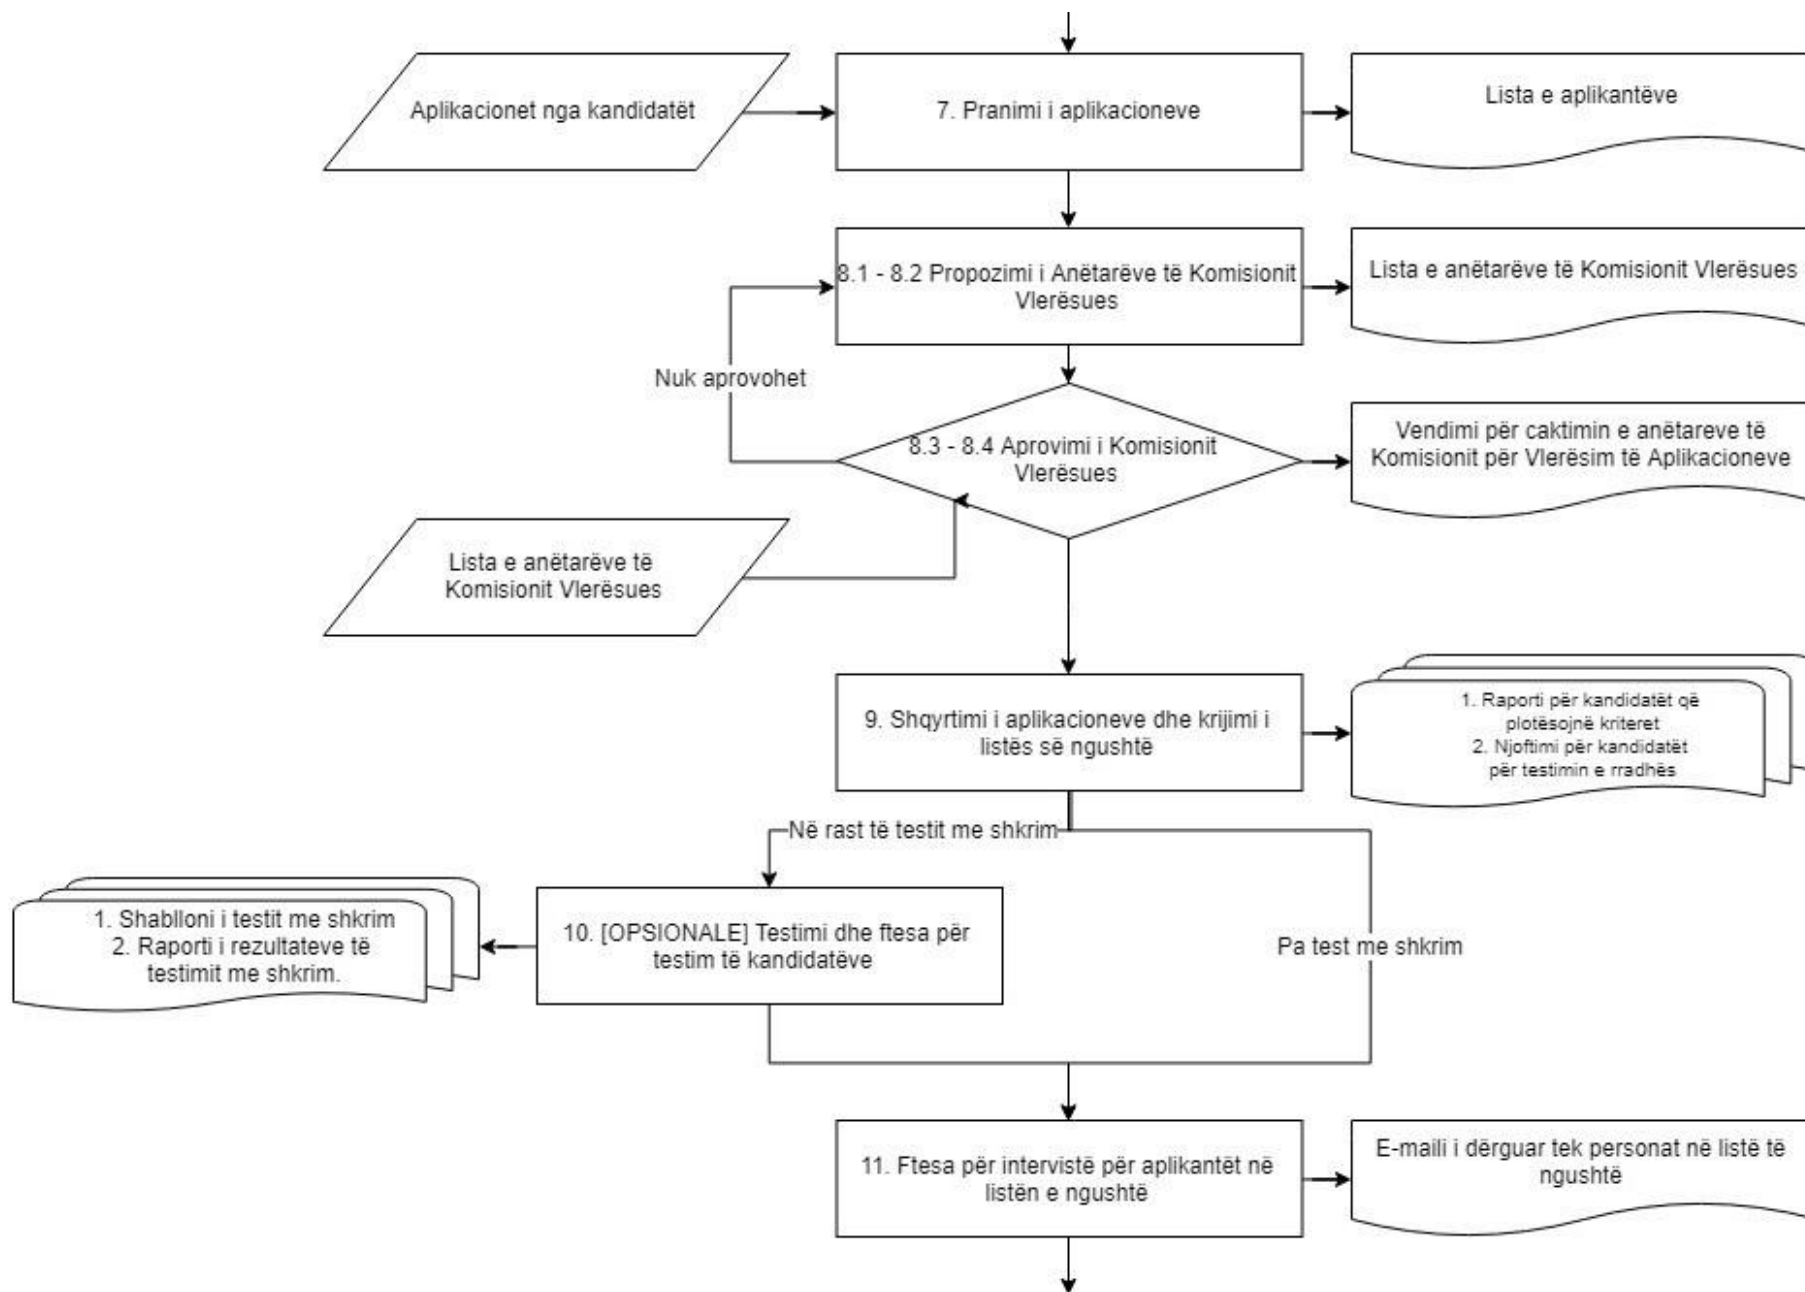 Aplikacionet nga kandidatët
7. Pranimi i aplikacioneve
Lista e aplikantëve
8.1 - 8.2 Propozimi i Anëtarëve të Komisionit
Vlerësues
Lista e anëtarëve të Komisionit Vlerësues
Nuk aprovohet
8.3 - 8.4 Aprovimi i Komisionit
Vlerësues
Vendimi për caktimin e anëtareve të
Komisionit për Vlerësim të Aplikacioneve
Lista e anëtarëve të
Komisionit Vlerësues
9. Shqyrtimi i aplikacioneve dhe krijimi i
listës së ngushtë
1. Raporti për kandidatët që
plotësojnë kriteret
2. Njoftimi për kandidatët
për testimin e rradhës
Në rast të testit me shkrim
1. Shablloni i testit me shkrim
2. Raporti i rezultateve të
testimit me shkrim.
10. [OPSIONALE] Testimi dhe ftesa për
testim të kandidatëve
Pa test me shkrim
11. Ftesa për intervistë për aplikantët në
listën e ngushtë
E-maili i dërguar tek personat në listë të
ngushtë